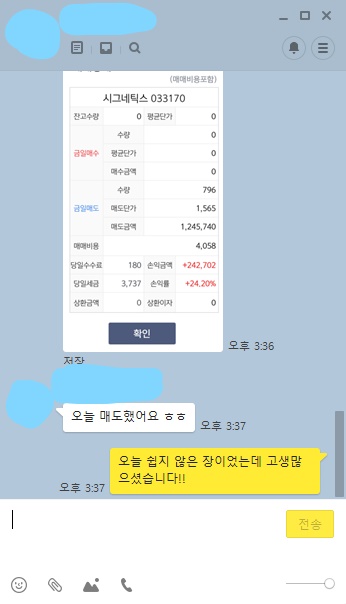 (매매비용포함)
시그네틱스 033170
잔고수량 0 평균단가 0
금일매수 수량 0
평균단가 0
매수금액 0
금일매도 수량 796
매도단가 1,565
매도금액 1,245,740
매매비용 4,058
당일수수료 180 손익금액 +242,702
당일세금 3,737 손익률 +24.20%
상환금액 0 상환이자 0
확인
오후 3:36
저장
오늘 매도했어요 ㅎㅎ
오후 3:37
오늘 쉽지 않은 장이었는데 고생많
으셨습니다!!
오후 3:37
전송